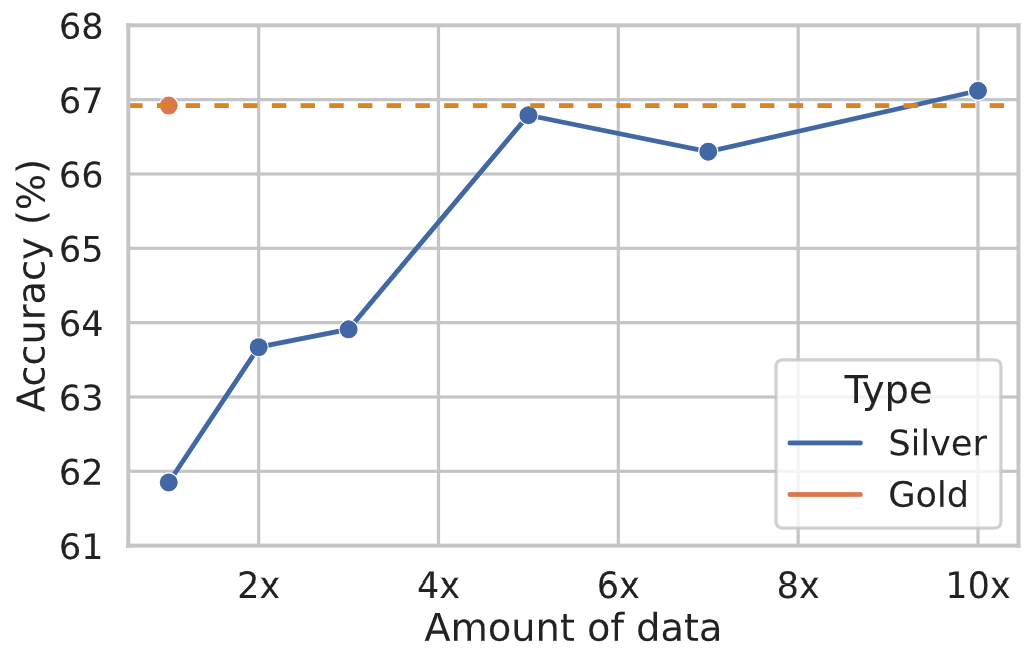 68
67
66
65
64
63
62
61
Accuracy (%)
2x 4x 6x 8x 10x
Amount of data
Type
Silver
Gold